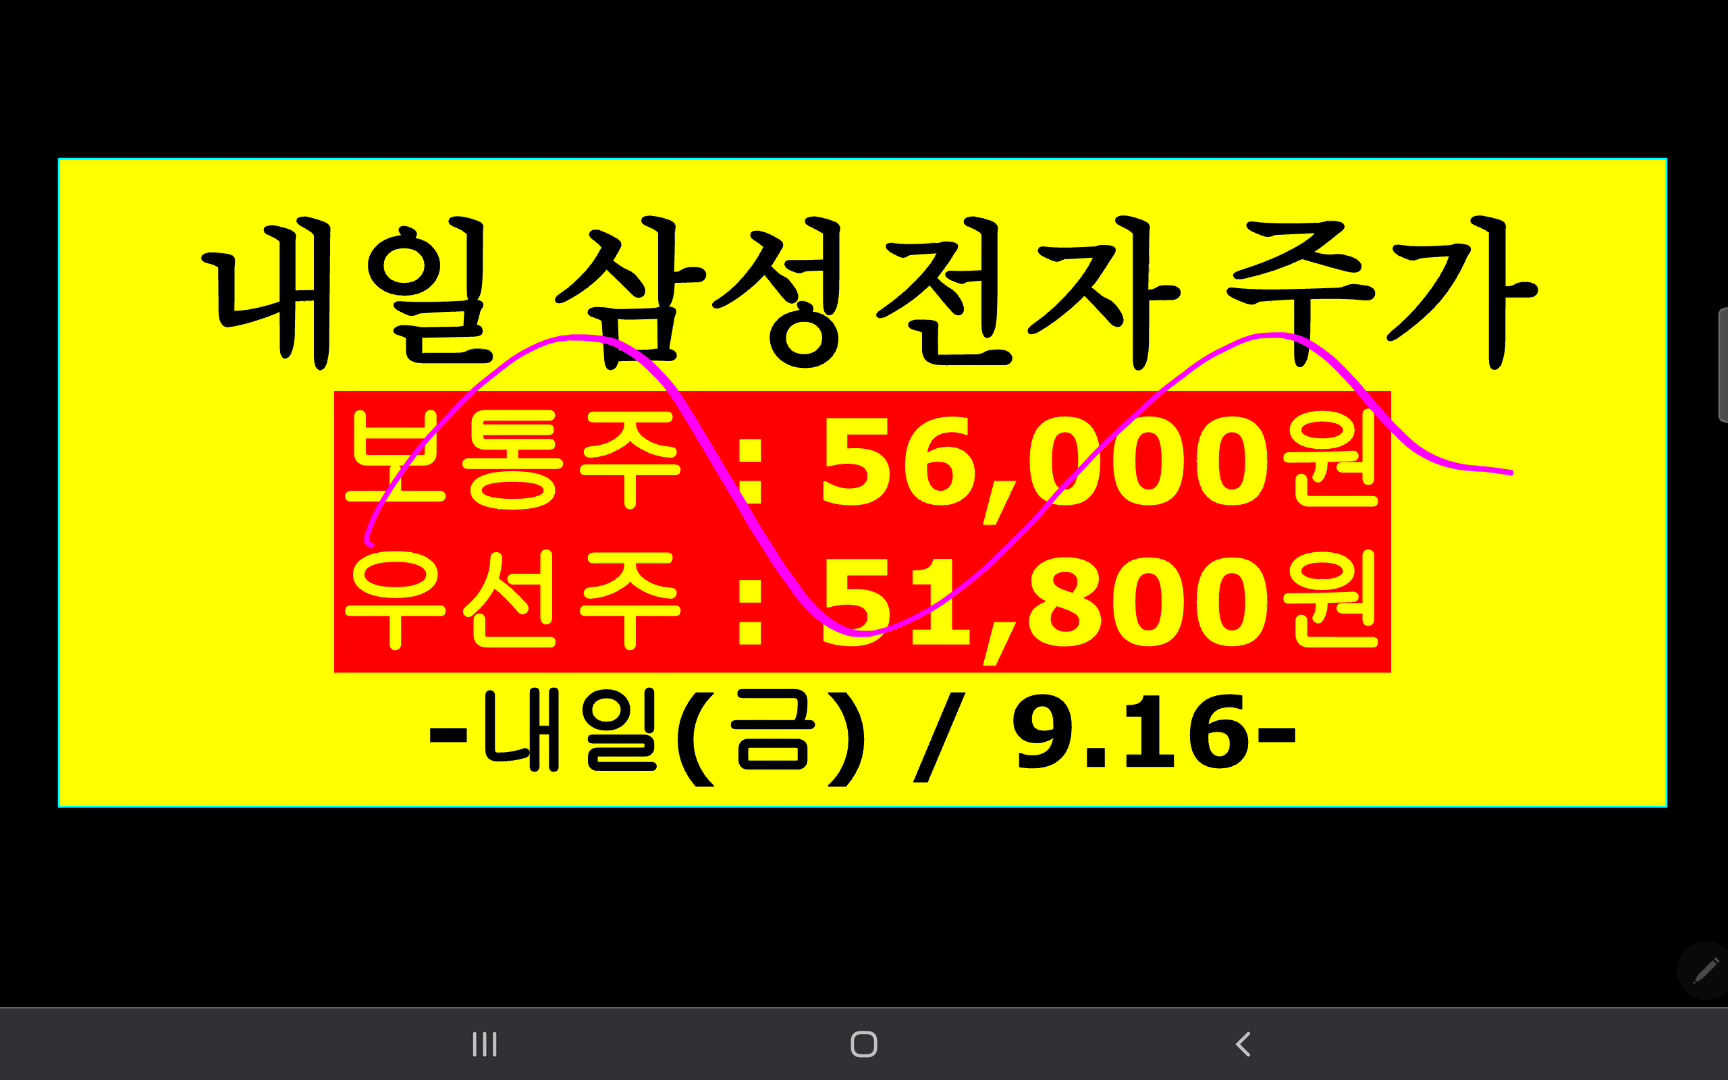 내일 삼성전자 주가
보통주 : 56,000원
우선주 : 51,800원
-내일(금) / 9.16-